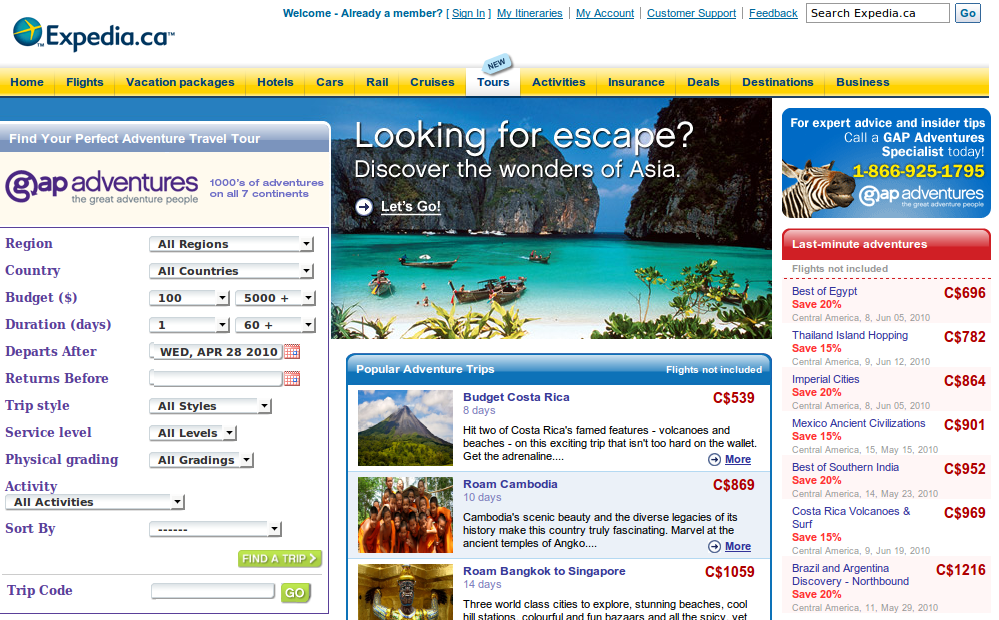 Welcome - Already a member? [ Sign In ] My Itineraries | My Account | Customer Support | Feedback Search Expedia.ca Go
Expedia.ca™
NEW
Home Flights Vacation packages Hotels Cars Rail Cruises Tours Activities Insurance Deals Destinations Business
Find Your Perfect Adventure Travel Tour
gap adventures
the great adventure people
1000's of adventures
on all 7 continents
Region All Regions
Country All Countries
Budget ($) 100 5000 +
Duration (days) 1 60 +
Departs After WED, APR 28 2010
Returns Before
Trip style All Styles
Service level All Levels
Physical grading All Gradings
Activity
All Activities
Sort By ------
FIND A TRIP >
Trip Code GO
Looking for escape?
Discover the wonders of Asia.
Let's Go!
Popular Adventure Trips Flights not included
Budget Costa Rica C$539
8 days
Hit two of Costa Rica's famed features - volcanoes and
beaches - on this exciting trip that isn't too hard on the wallet.
Get the adrenaline....
More
Roam Cambodia C$869
10 days
Cambodia's scenic beauty and the diverse legacies of its
history make this country truly fascinating. Marvel at the
ancient temples of Angko....
More
Roam Bangkok to Singapore C$1059
14 days
Three world class cities to explore, stunning beaches, cool
hill stations, colourful and fun bazaars and all the spicy, yet
For expert advice and insider tips
Call a GAP Adventures
Specialist today!
1-866-925-1795
gap adventures
the great adventure people
Last-minute adventures
Flights not included
Best of Egypt C$696
Save 20%
Central America, 8, Jun 05, 2010
Thailand Island Hopping C$782
Save 15%
Central America, 9, Jun 12, 2010
Imperial Cities C$864
Save 20%
Central America, 8, Jun 05, 2010
Mexico Ancient Civilizations C$901
Save 15%
Central America, 15, May 15, 2010
Best of Southern India C$952
Save 20%
Central America, 14, May 23, 2010
Costa Rica Volcanoes & C$969
Surf
Save 15%
Central America, 9, Jun 19, 2010
Brazil and Argentina C$1216
Discovery - Northbound
Save 20%
Central America, 11, May 29, 2010